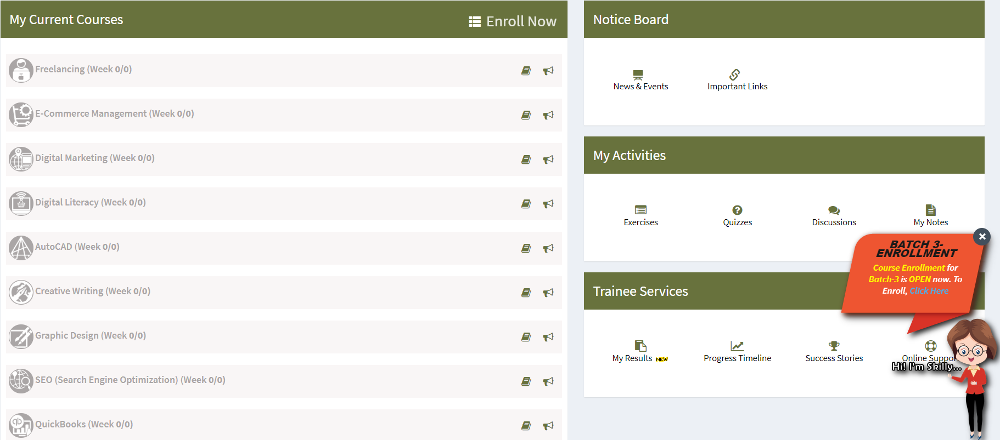 My Current Courses
Enroll Now
Freelancing (Week 0/0)
E-Commerce Management (Week 0/0)
Digital Marketing (Week 0/0)
Digital Literacy (Week 0/0)
AutoCAD (Week 0/0)
Creative Writing (Week 0/0)
Graphic Design (Week 0/0)
SEO (Search Engine Optimization) (Week 0/0)
qb
QuickBooks (Week 0/0)
Notice Board
News & Events
Important Links
My Activities
Exercises
Quizzes
Discussions
My Notes
BATCH 3-
ENROLLMENT
Course Enrollment for
Batch-3 is OPEN now. To
Enroll, Click Here
Trainee Services
My Results NEW
Progress Timeline
Success Stories
Online Support
Hi! I'm Skilly...